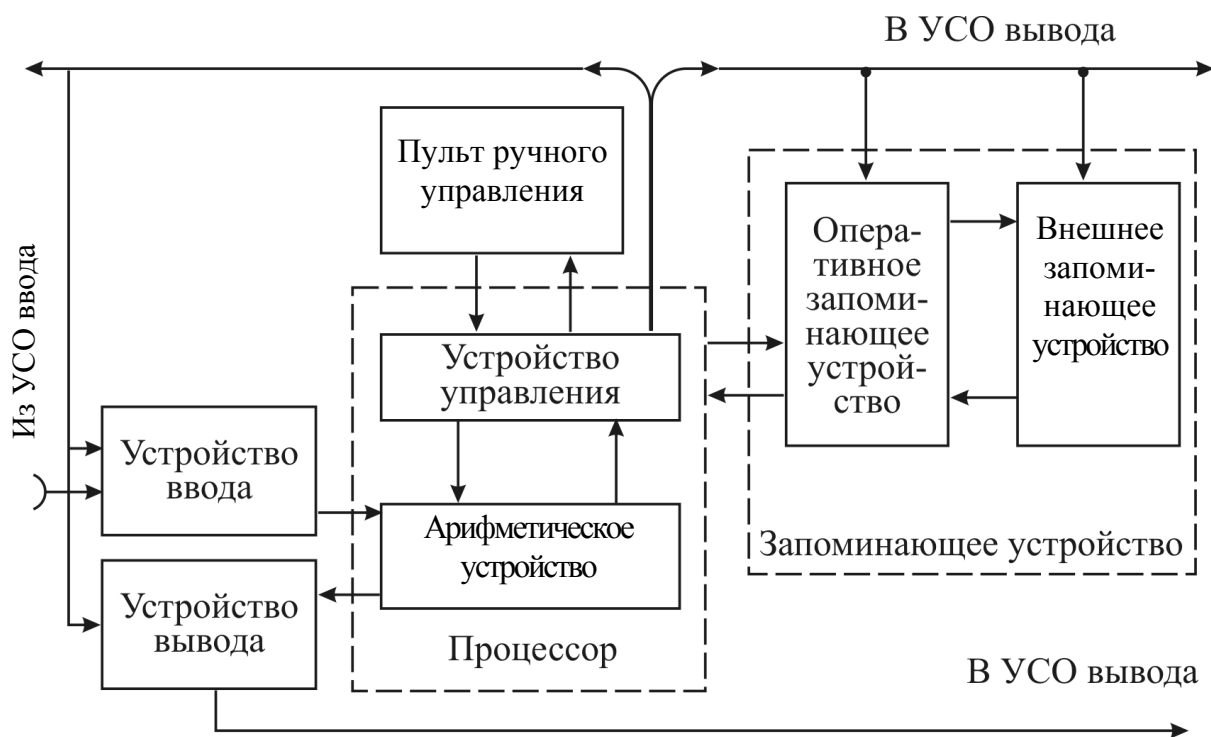 В УСО вывода
Пульт ручного
управления
Опера-
тивное
запоми-
нающее
устрой-
ство
Внешнее
запоми-
нающее
устройство
Из УСО ввода
Устройство
управления
Устройство
ввода
Арифметическое
устройство
Запоминающее устройство
Устройство
вывода
Процессор
В УСО вывода